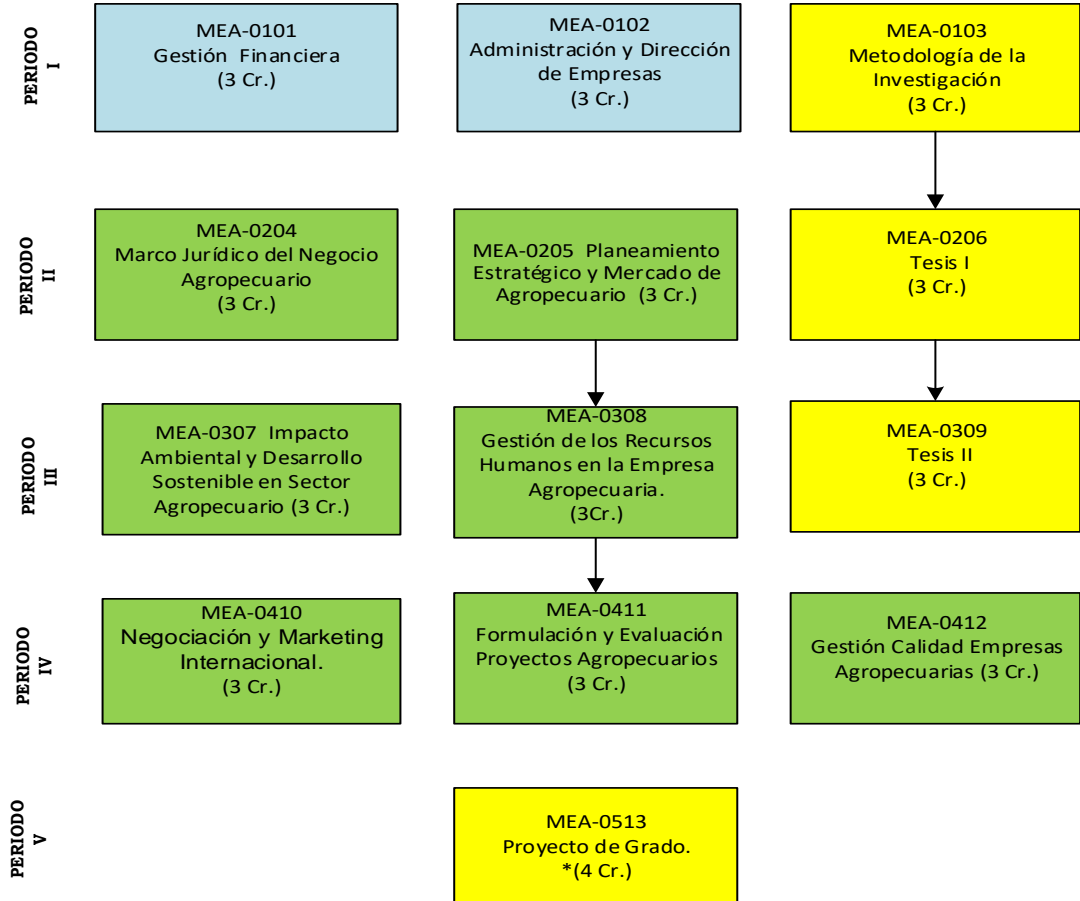 PERIODO
I
MEA-0101
Gestión Financiera
(3 Cr.)
MEA-0102
Administración y Dirección
de Empresas
(3 Cr.)
MEA-0103
Metodología de la
Investigación
(3 Cr.)
PERIODO
II
MEA-0204
Marco Jurídico del Negocio
Agropecuario
(3 Cr.)
MEA-0205 Planeamiento
Estratégico y Mercado de
Agropecuario (3 Cr.)
MEA-0206
Tesis I
(3 Cr.)
PERIODO
III
MEA-0307 Impacto
Ambiental y Desarrollo
Sostenible en Sector
Agropecuario (3 Cr.)
MEA-0308
Gestión de los Recursos
Humanos en la Empresa
Agropecuaria.
(3Cr.)
MEA-0309
Tesis II
(3 Cr.)
PERIODO
IV
MEA-0410
Negociación y Marketing
Internacional.
(3 Cr.)
MEA-0411
Formulación y Evaluación
Proyectos Agropecuarios
(3 Cr.)
MEA-0412
Gestión Calidad Empresas
Agropecuarias (3 Cr.)
PERIODO
V
MEA-0513
Proyecto de Grado.
*(4 Cr.)